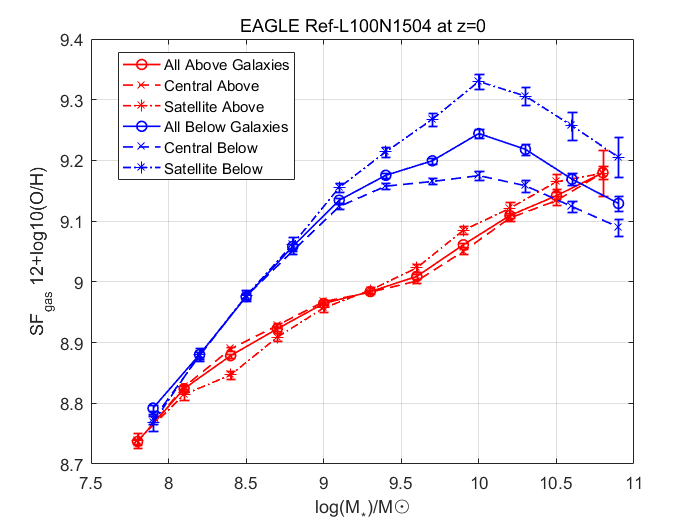 EAGLE Ref-L100N1504 at z=0
All Above Galaxies
Central Above
Satellite Above
All Below Galaxies
Central Below
Satellite Below
SFgas 12+log10(O/H)
9.4
9.3
9.2
9.1
9
8.9
8.8
8.7
7.5 8 8.5 9 9.5 10 10.5 11
log(M⋆)/M☉